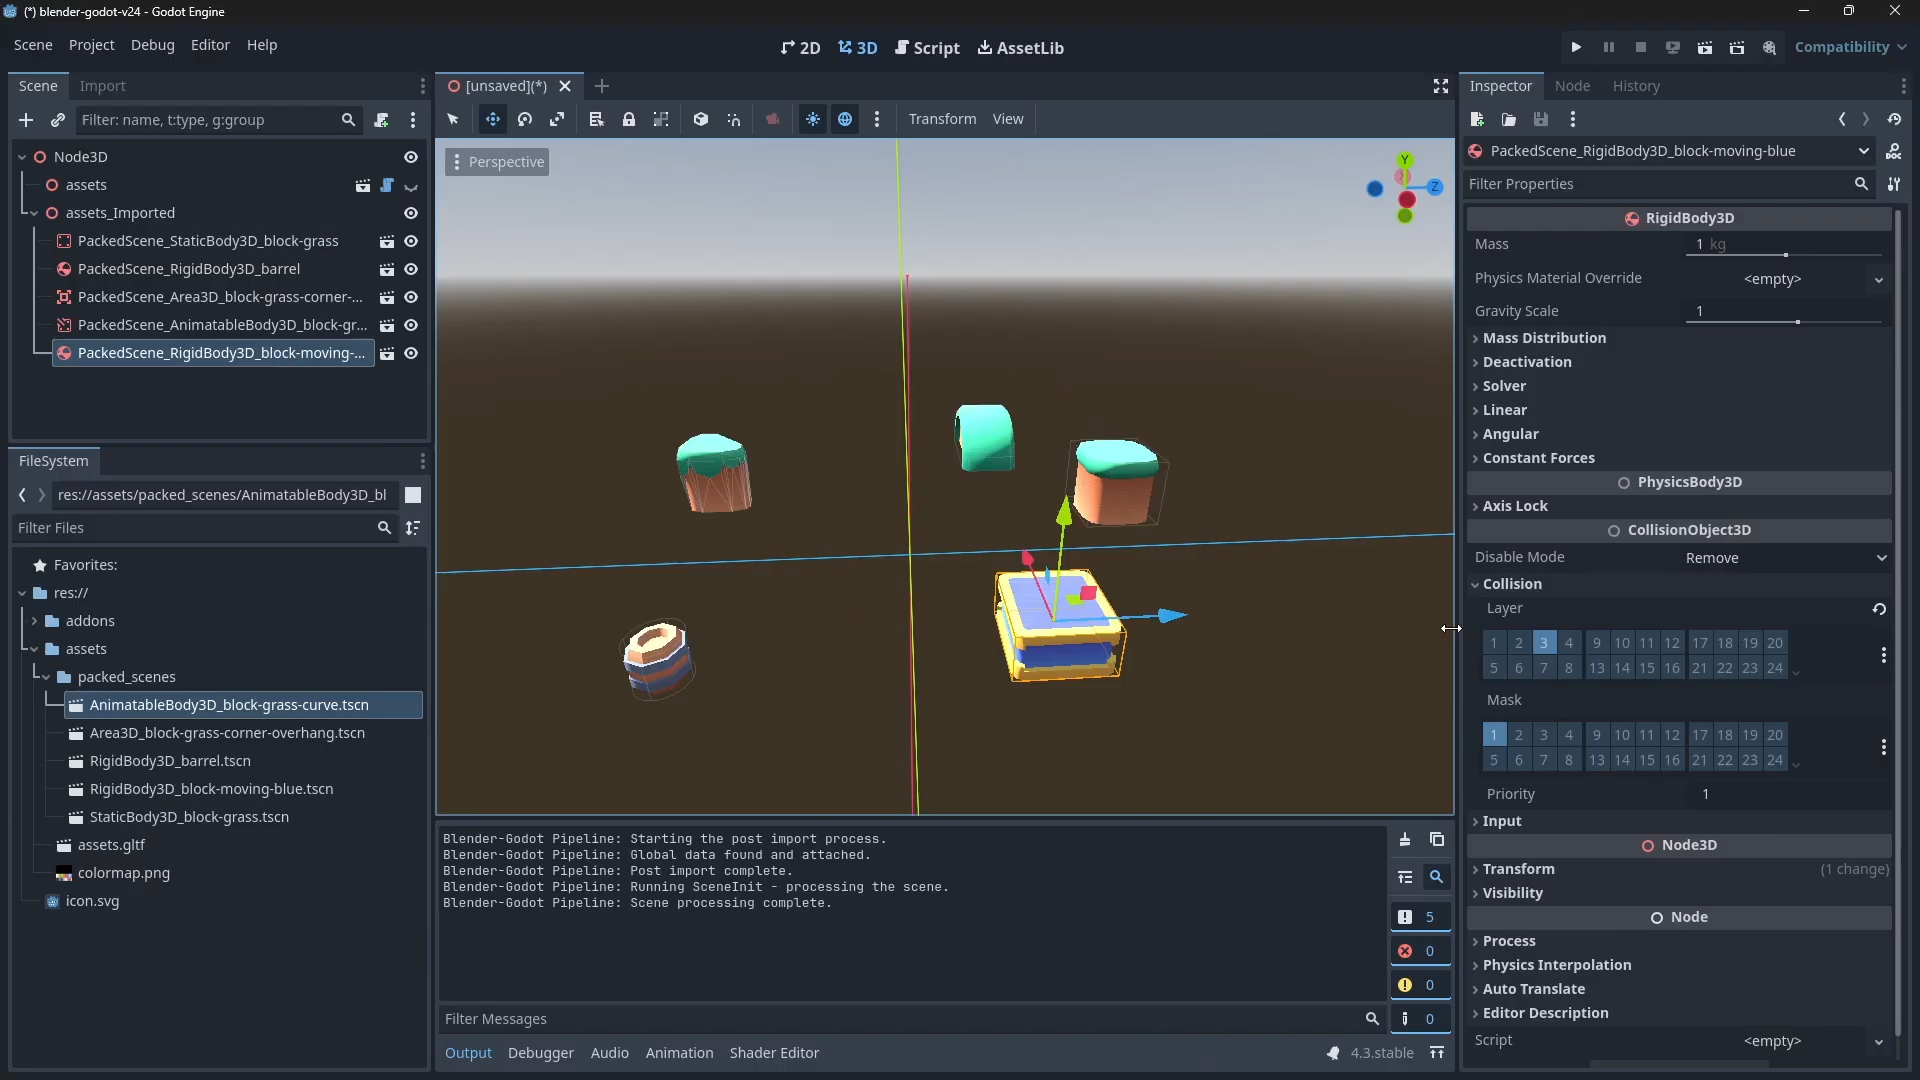 (*) blender-godot-v24 - Godot Engine
Scene Project Debug Editor Help
2D 3D Script AssetLib
Compatibility
Scene Import
Filter: name, t:type, g:group
Node3D
assets
assets_Imported
PackedScene_StaticBody3D_block-grass
PackedScene_RigidBody3D_barrel
PackedScene_Area3D_block-grass-corner-...
PackedScene_AnimatableBody3D_block-gr...
PackedScene_RigidBody3D_block-moving-...
FileSystem
res://assets/packed_scenes/AnimatableBody3D_bl
Filter Files
Favorites:
res://
addons
assets
packed_scenes
AnimatableBody3D_block-grass-curve.tscn
Area3D_block-grass-corner-overhang.tscn
RigidBody3D_barrel.tscn
RigidBody3D_block-moving-blue.tscn
StaticBody3D_block-grass.tscn
assets.gltf
colormap.png
icon.svg
[unsaved](*)
Transform View
Perspective
Y
Z
Blender-Godot Pipeline: Starting the post import process.
Blender-Godot Pipeline: Global data found and attached.
Blender-Godot Pipeline: Post import complete.
Blender-Godot Pipeline: Running SceneInit - processing the scene.
Blender-Godot Pipeline: Scene processing complete.
5
0
0
0
Filter Messages
Output Debugger Audio Animation Shader Editor
4.3.stable
Inspector Node History
PackedScene_RigidBody3D_block-moving-blue
Filter Properties
RigidBody3D
Mass 1 kg
Physics Material Override <empty>
Gravity Scale 1
Mass Distribution
Deactivation
Solver
Linear
Angular
Constant Forces
PhysicsBody3D
Axis Lock
CollisionObject3D
Disable Mode Remove
Collision
Layer
1 2 3 4 9 10 11 12 17 18 19 20
5 6 7 8 13 14 15 16 21 22 23 24
Mask
1 2 3 4 9 10 11 12 17 18 19 20
5 6 7 8 13 14 15 16 21 22 23 24
Priority 1
Input
Node3D
Transform (1 change)
Visibility
Node
Process
Physics Interpolation
Auto Translate
Editor Description
Script <empty>